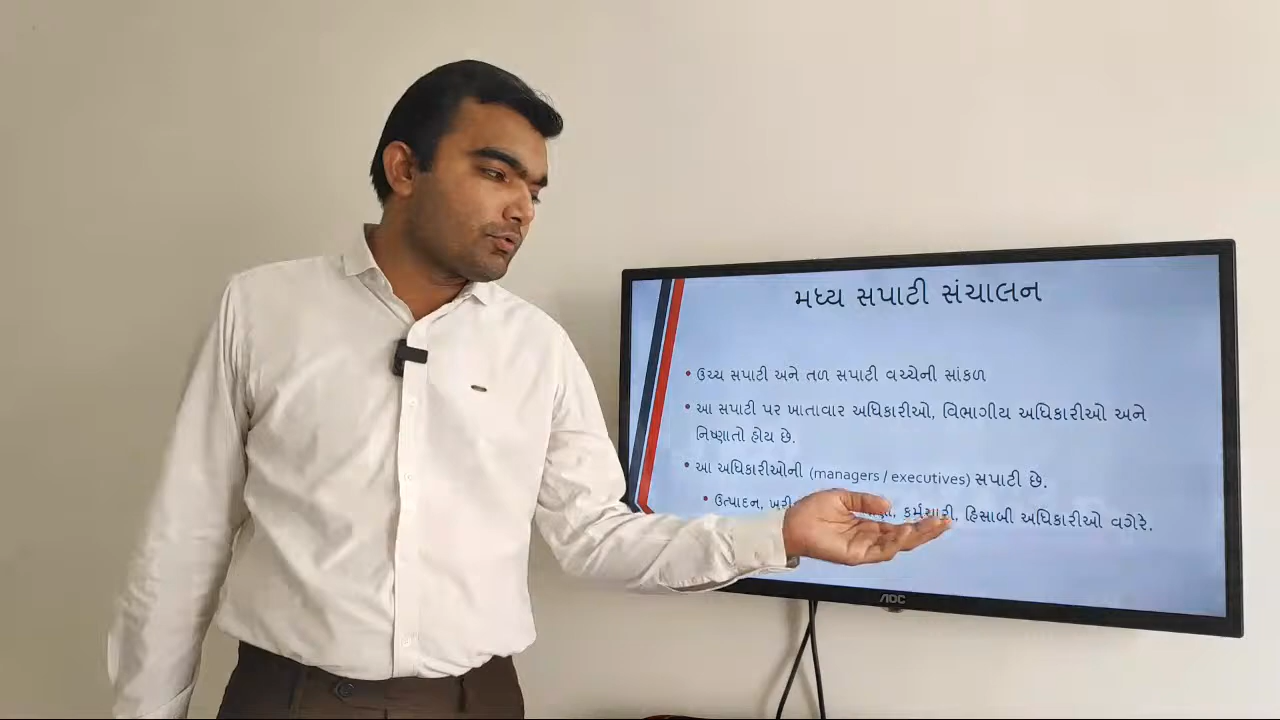 મધ્ય સપાટી સંચાલન
• ઉચ્ચ સપાટી અને તળ સપાટી વચ્ચેની સાંકળ
• આ સપાટી પર ખાતાવાર અધિકારીઓ, વિભાગીય અધિકારીઓ અને
નિષ્ણાતો હોય છે.
• આ અધિકારીઓની (managers / executives) સપાટી છે.
• ઉત્પાદન, કર્મચારી, હિસાબી અધિકારીઓ વગેરે.
AOC